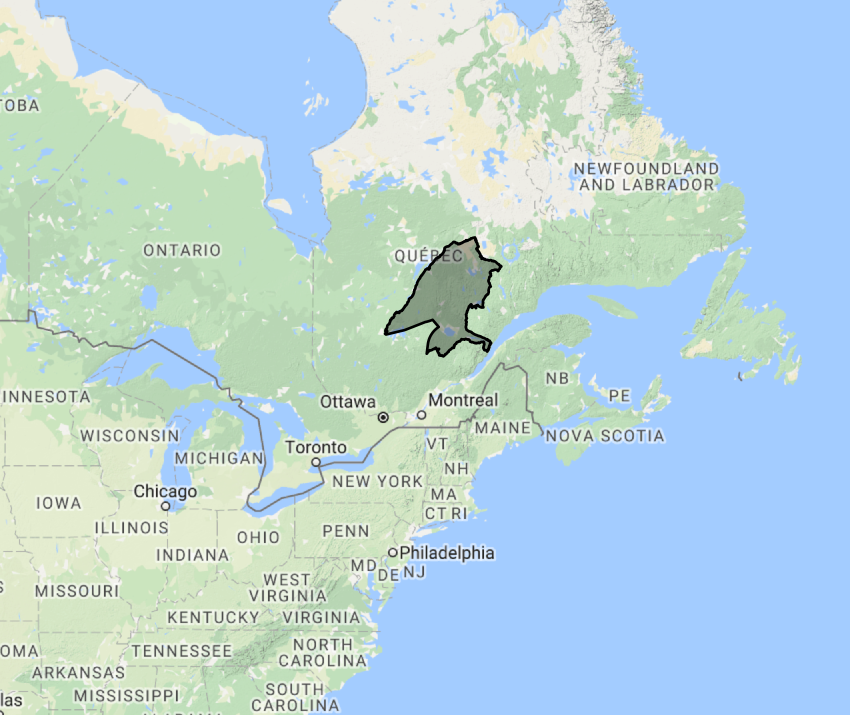 TOBA
NEWFOUNDLAND
AND LABRADOR
ONTARIO
QUÉBEC
INNESOTA
Ottawa
Montreal
NB
PE
WISCONSIN
MICHIGAN
Toronto
VT
MAINE
NOVA SCOTIA
NH
NEW YORK
Chicago
MA
IOWA
CT RI
ILLINOIS
OHIO
PENN
INDIANA
Philadelphia
MD
DE
NJ
MISSOURI
WEST
VIRGINIA
KENTUCKY
VIRGINIA
OMA
TENNESSEE
NORTH
CAROLINA
ARKANSAS
MISSISSIPPI
SOUTH
CAROLINA
las